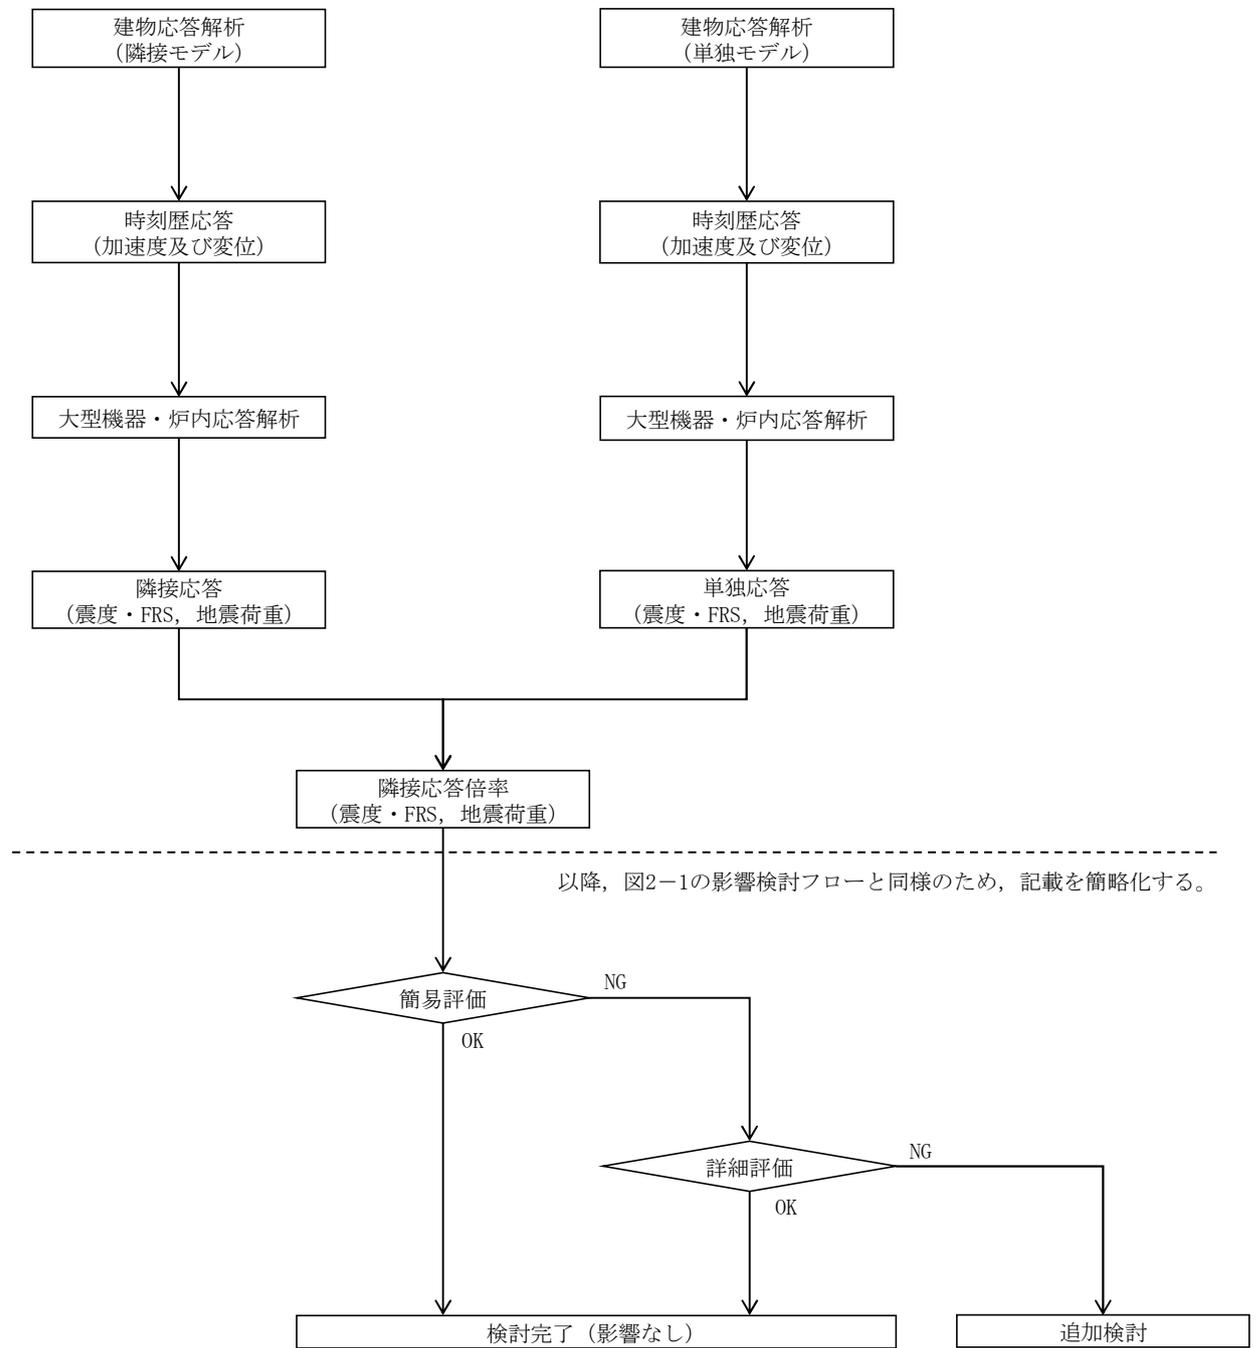 建物応答解析
（隣接モデル）
建物応答解析
（単独モデル）
時刻歴応答
（加速度及び変位）
時刻歴応答
（加速度及び変位）
大型機器・炉内応答解析
大型機器・炉内応答解析
隣接応答
（震度・FRS，地震荷重）
単独応答
（震度・FRS，地震荷重）
隣接応答倍率
（震度・FRS，地震荷重）
以降，図2－1の影響検討フローと同様のため，記載を簡略化する。
簡易評価
NG
OK
詳細評価
NG
OK
検討完了（影響なし）
追加検討